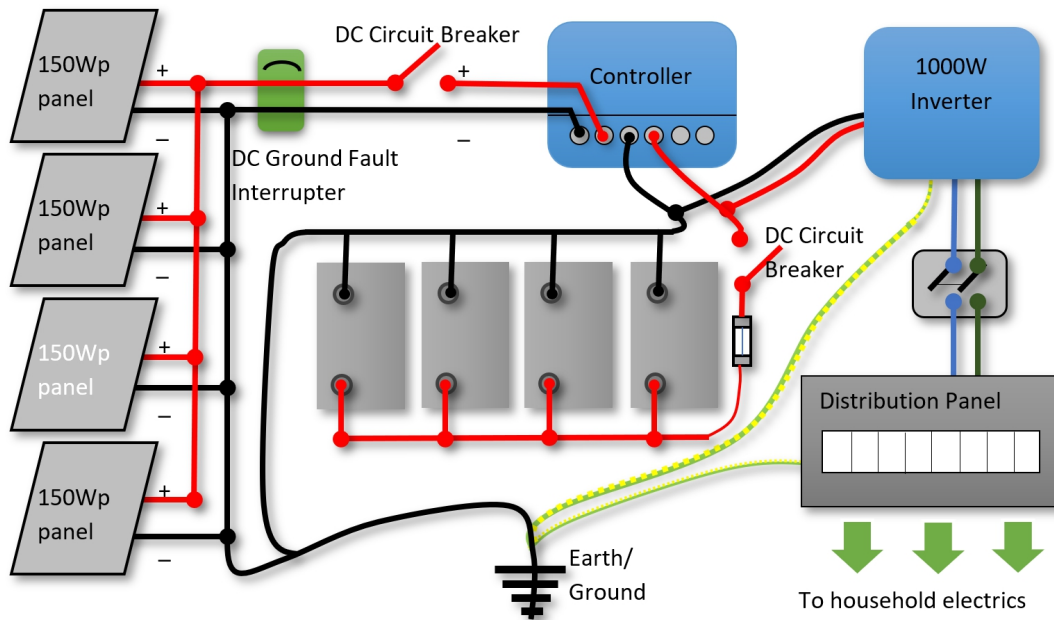 150Wp
panel
+
–
DC Circuit Breaker
+
–
DC Ground Fault
Interrupter
Controller
1000W
Inverter
150Wp
panel
+
–
DC Circuit
Breaker
150Wp
panel
+
–
150Wp
panel
+
–
Distribution Panel
Earth/
Ground
To household electrics